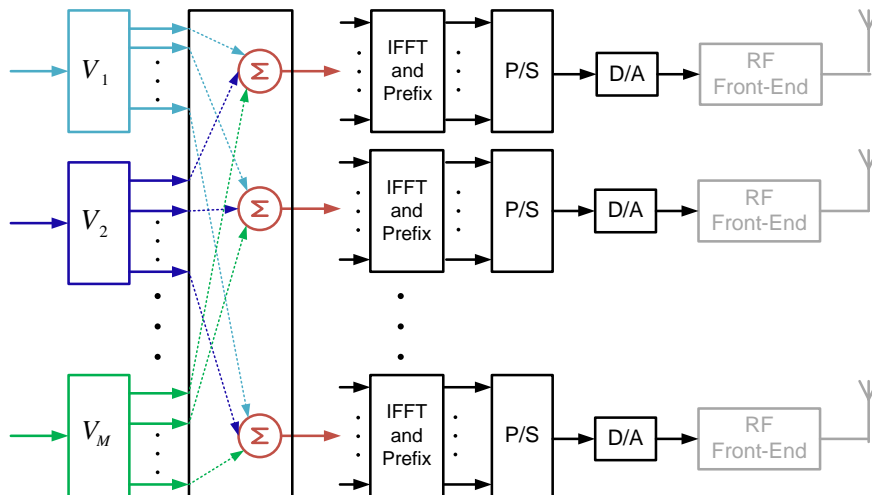 V1
Σ
IFFT
and
Prefix
P/S
D/A
RF
Front-End
V2
Σ
IFFT
and
Prefix
P/S
D/A
RF
Front-End
VM
Σ
IFFT
and
Prefix
P/S
D/A
RF
Front-End